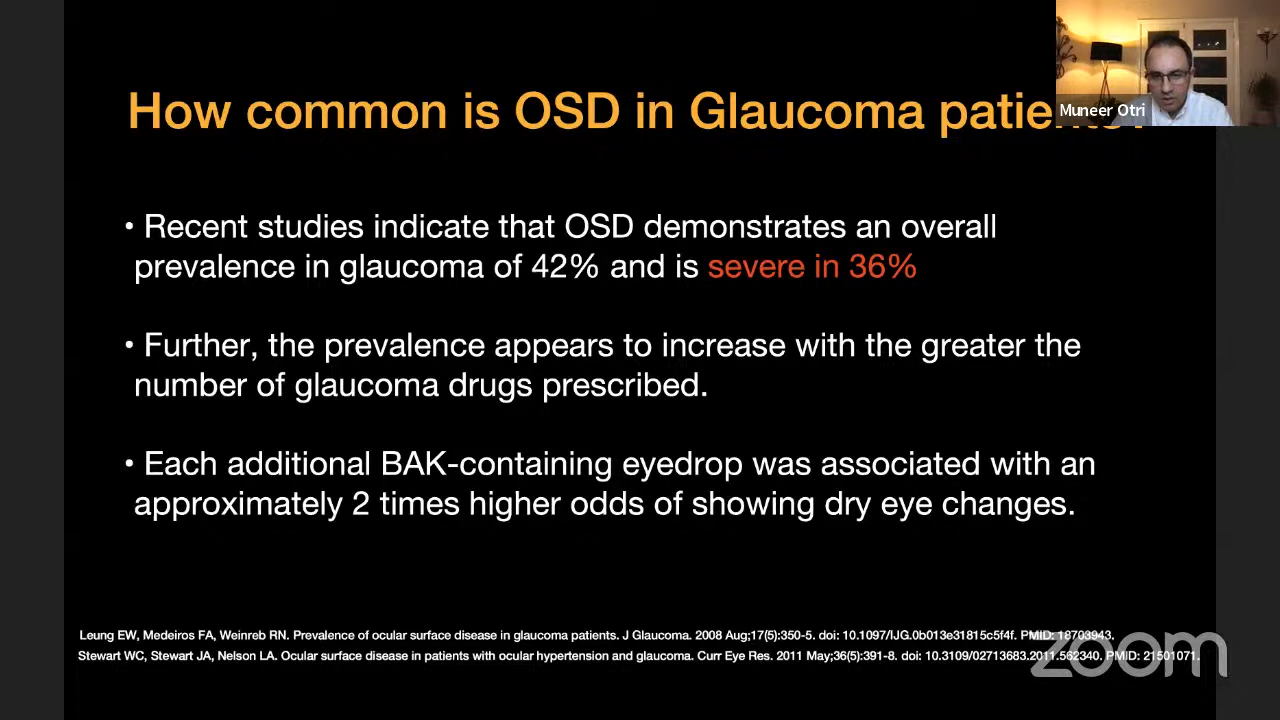 How common is OSD in Glaucoma patients?
Muneer Otri
• Recent studies indicate that OSD demonstrates an overall
prevalence in glaucoma of 42% and is severe in 36%
• Further, the prevalence appears to increase with the greater the
number of glaucoma drugs prescribed.
• Each additional BAK-containing eyedrop was associated with an
approximately 2 times higher odds of showing dry eye changes.
Leung EW, Medeiros FA, Weinreb RN. Prevalence of ocular surface disease in glaucoma patients. J Glaucoma. 2008 Aug;17(5):350-5. doi: 10.1097/IJG.0b013e31815c5f4f. PMID: 18703943.
Stewart WC, Stewart JA, Nelson LA. Ocular surface disease in patients with ocular hypertension and glaucoma. Curr Eye Res. 2011 May;36(5):391-8. doi: 10.3109/02713683.2011.562340. PMID: 21501071.
zoom